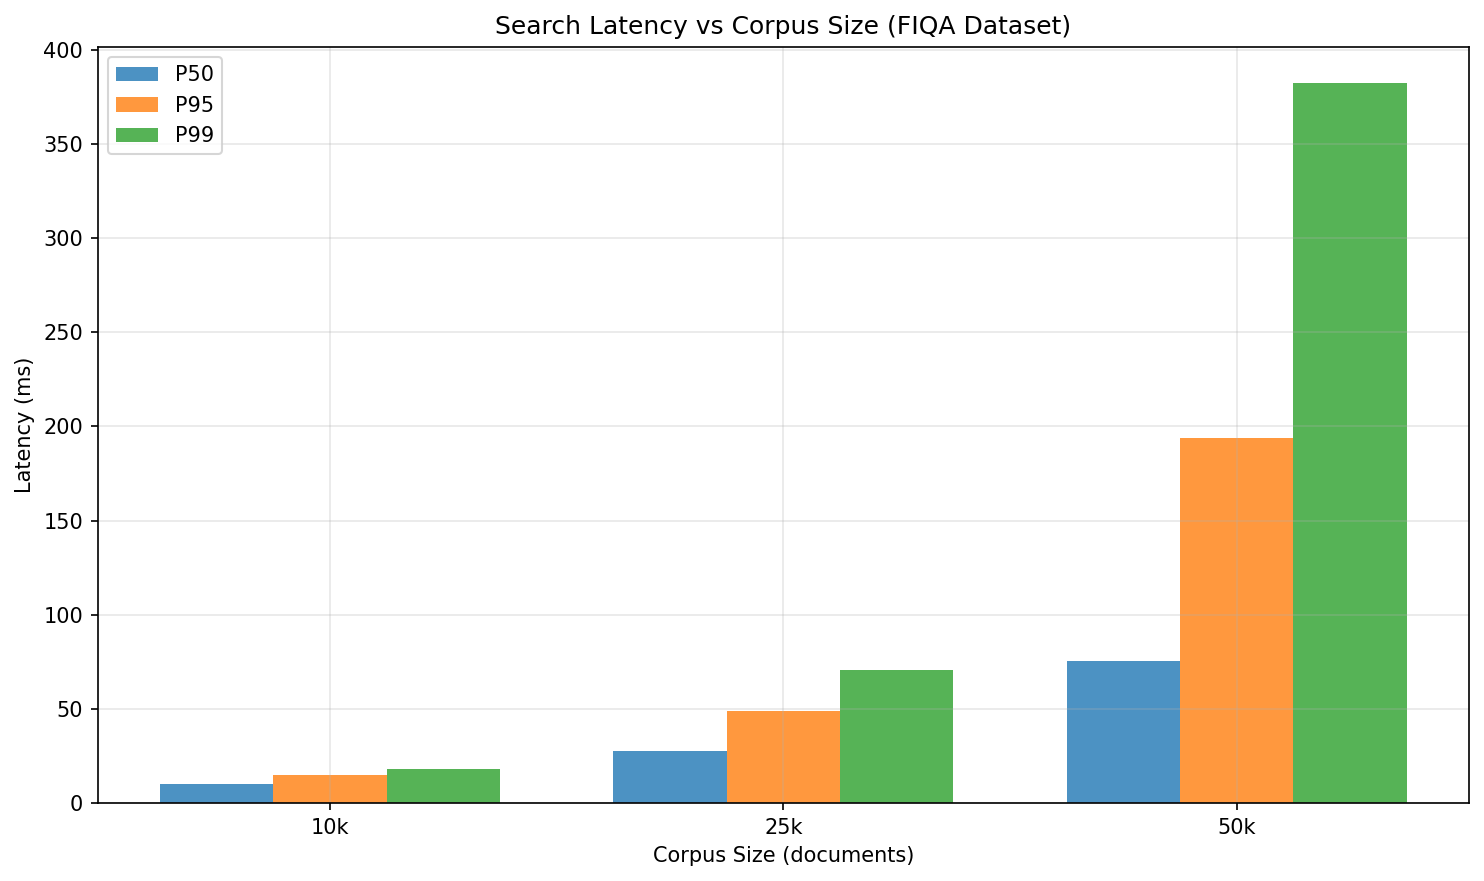 Search Latency vs Corpus Size (FIQA Dataset)
P50
P95
P99
Latency (ms)
400
350
300
250
200
150
100
50
0
10k 25k 50k
Corpus Size (documents)